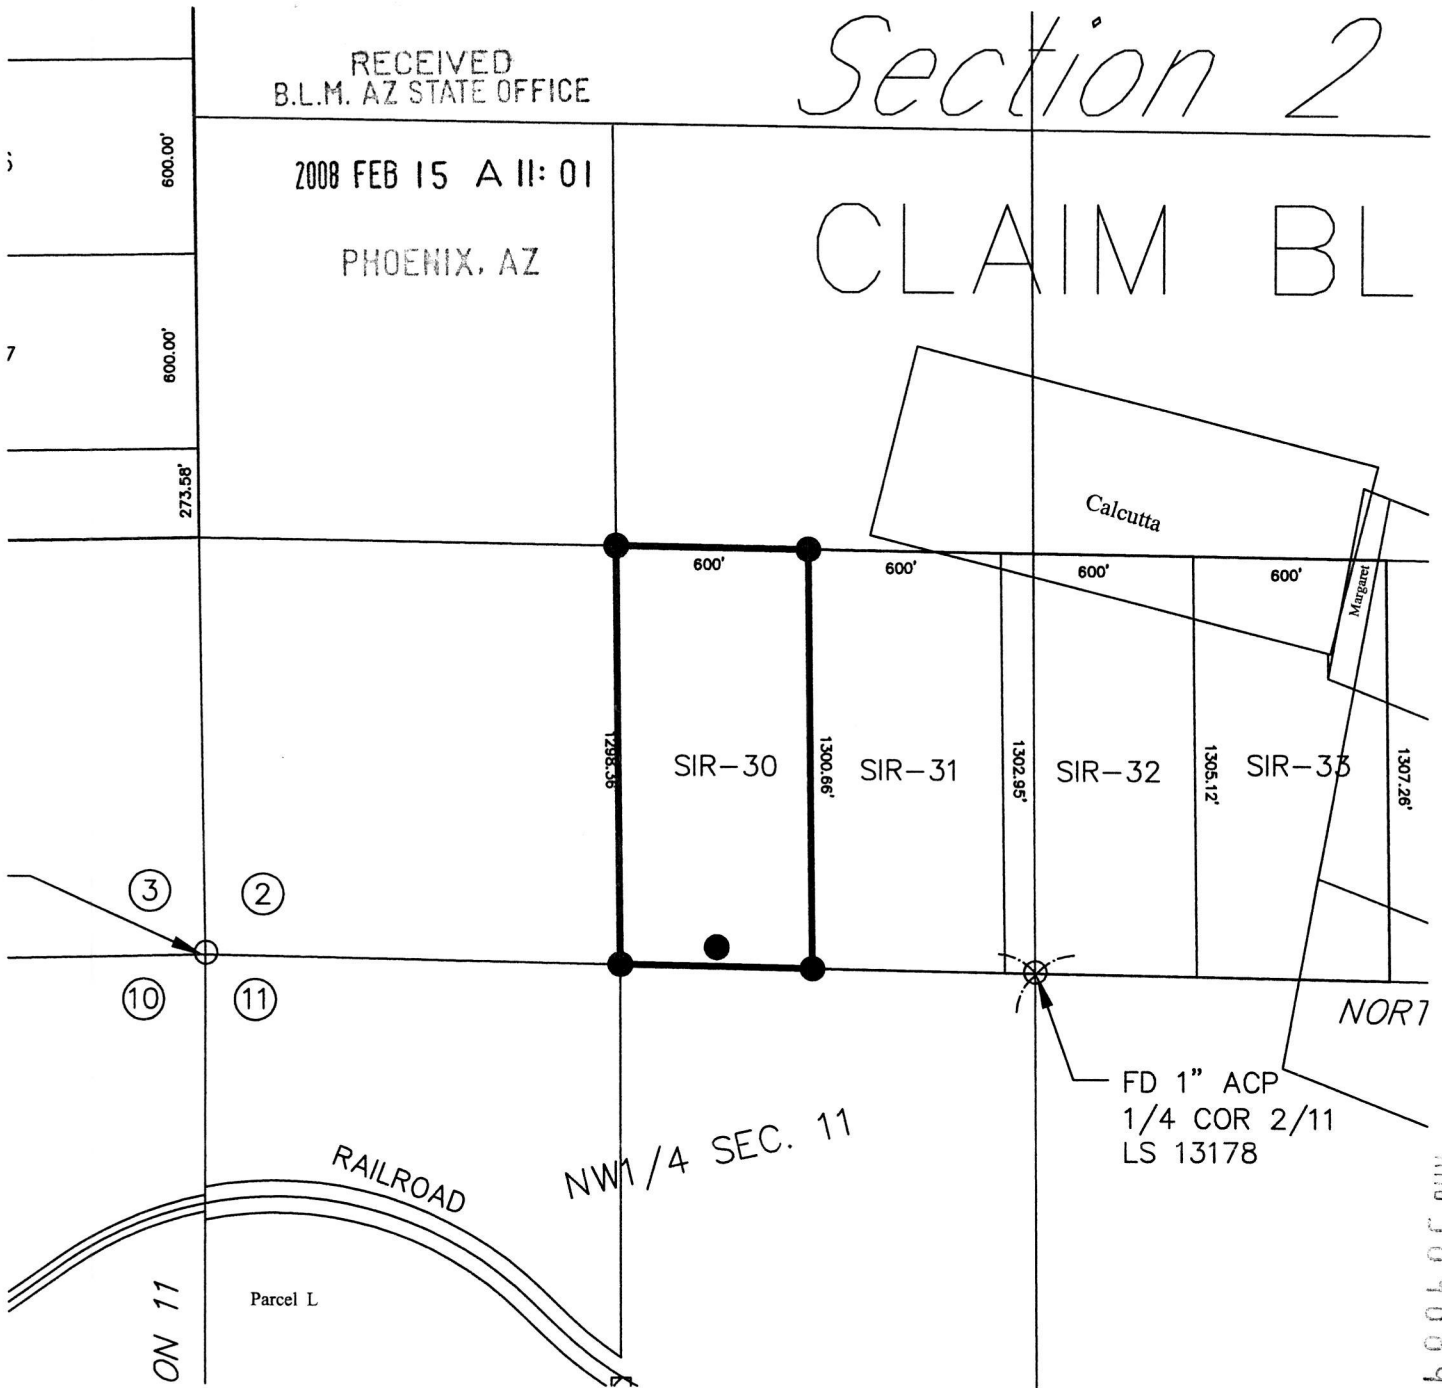 Section 2
RECEIVED
B.L.M. AZ STATE OFFICE
600.00'
2008 FEB 15 A 11: 01
CLAIM BL
PHOENIX, AZ
600.00'
7
273.58'
Calcutta
600'
600'
600'
600'
Margaret
1298.36
SIR-30
1300.66'
SIR-31
1302.95'
SIR-32
1305.12'
SIR-33
1307.26'
3
2
10
11
NORT
FD 1" ACP
1/4 COR 2/11
LS 13178
NW1/4 SEC. 11
RAILROAD
Parcel L
ON 11